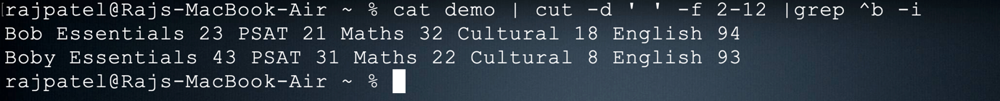 [rajpatel@Rajs-MacBook-Air ~ % cat demo | cut -d ' ' -f 2-12 |grep ^b -i
Bob Essentials 23 PSAT 21 Maths 32 Cultural 18 English 94
Boby Essentials 43 PSAT 31 Maths 22 Cultural 8 English 93
rajpatel@Rajs-MacBook-Air ~ %